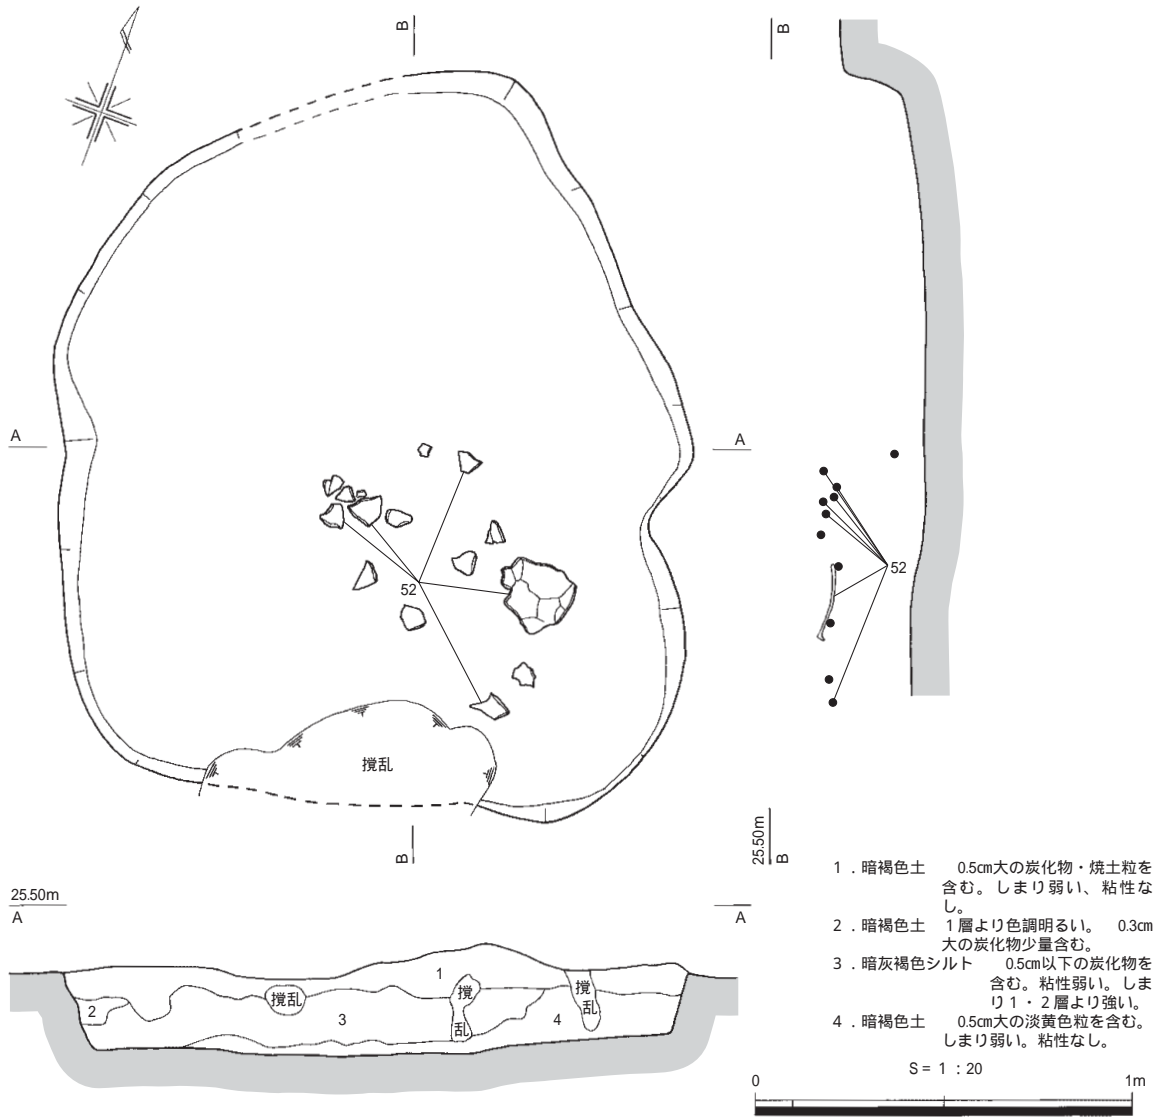 B
B
A
A
52
52
撹乱
B
25.50m
B
25.50m
A
A
1
2
3
4
撹乱
撹
乱
撹
乱
1．暗褐色土　0.5㎝大の炭化物・焼土粒を
含む。しまり弱い、粘性な
し。
2．暗褐色土　1層より色調明るい。　0.3㎝
大の炭化物少量含む。
3．暗灰褐色シルト　0.5㎝以下の炭化物を
含む。粘性弱い。しま
り1・2層より強い。
4．暗褐色土　0.5㎝大の淡黄色粒を含む。
しまり弱い。粘性なし。
S = 1 : 20
0
1m